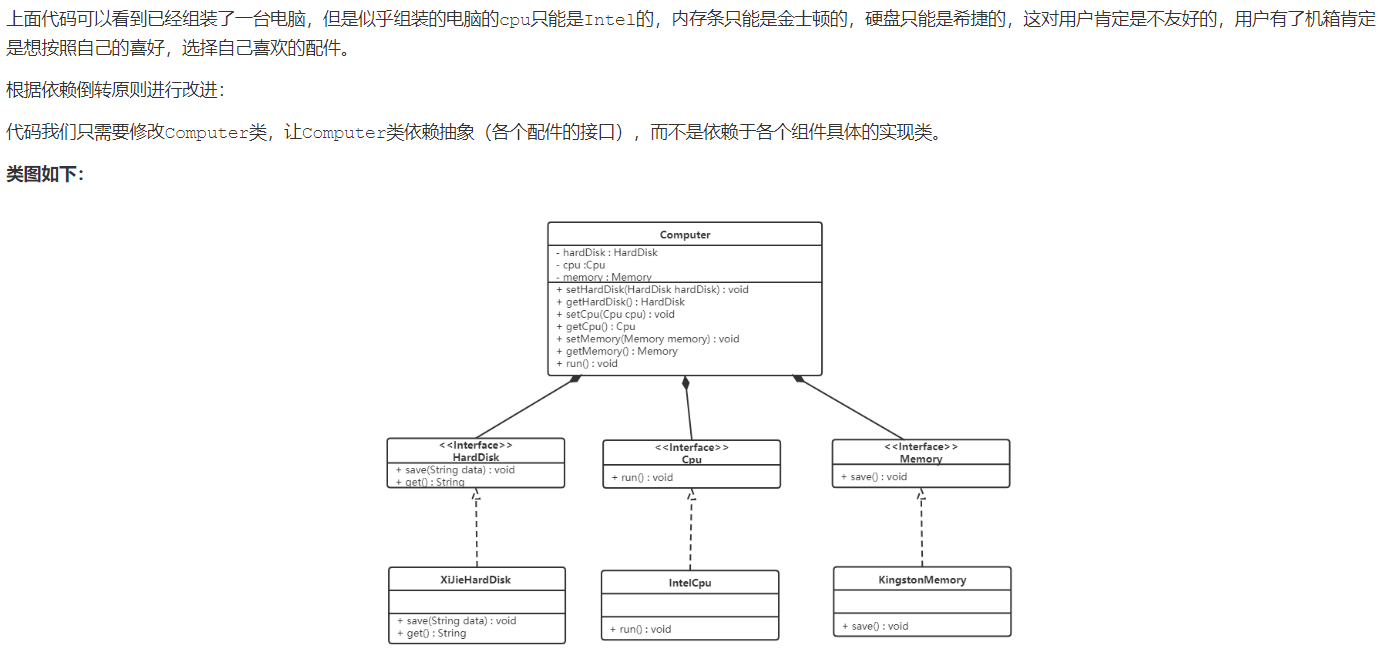 上面代码可以看到已经组装了一台电脑，但是似乎组装的电脑的cpu只能是Intel的，内存条只能是金士顿的，硬盘只能是希捷的，这对用户肯定是不友好的，用户有了机箱肯定
是想按照自己的喜好，选择自己喜欢的配件。
根据依赖倒转原则进行改进：
代码我们只需要修改Computer类，让Computer类依赖抽象（各个配件的接口），而不是依赖于各个组件具体的实现类。
类图如下：
Computer
- hardDisk : HardDisk
- cpu :Cpu
- memory : Memory
+ setHardDisk(HardDisk hardDisk) : void
+ getHardDisk() : HardDisk
+ setCpu(Cpu cpu) : void
+ getCpu() : Cpu
+ setMemory(Memory memory) : void
+ getMemory() : Memory
+ run() : void
<<Interface>>
HardDisk
+ save(String data) : void
+ get() : String
<<Interface>>
Cpu
+ run() : void
<<Interface>>
Memory
+ save() : void
XiJieHardDisk
+ save(String data) : void
+ get() : String
IntelCpu
+ run() : void
KingstonMemory
+ save() : void